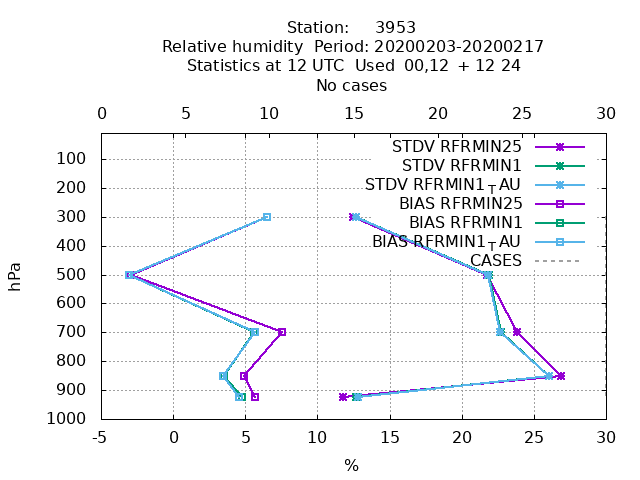 Station: 3953
Relative humidity Period: 20200203-20200217
Statistics at 12 UTC Used 00,12 + 12 24
No cases
0 5 10 15 20 25 30
STDV RFRMIN25
STDV RFRMIN1
STDV RFRMIN1TAU
BIAS RFRMIN25
BIAS RFRMIN1
BIAS RFRMIN1TAU
CASES
100
200
300
400
500
600
700
800
900
1000
hPa
-5 0 5 10 15 20 25 30
%